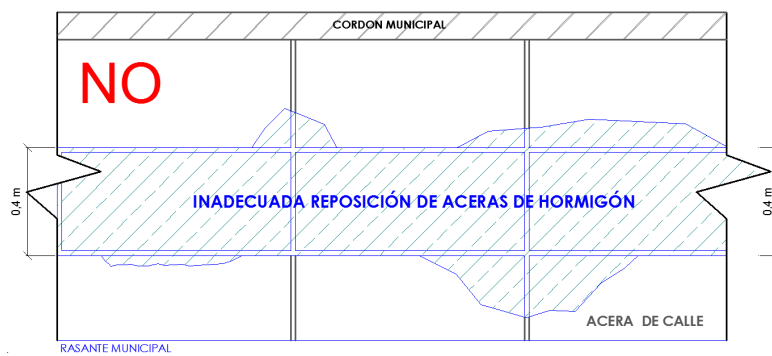 CORDON MUNICIPAL
NO
0,4 m
INADECUADA REPOSICIÓN DE ACERAS DE HORMIGÓN
0,4 m
ACERA DE CALLE
RASANTE MUNICIPAL